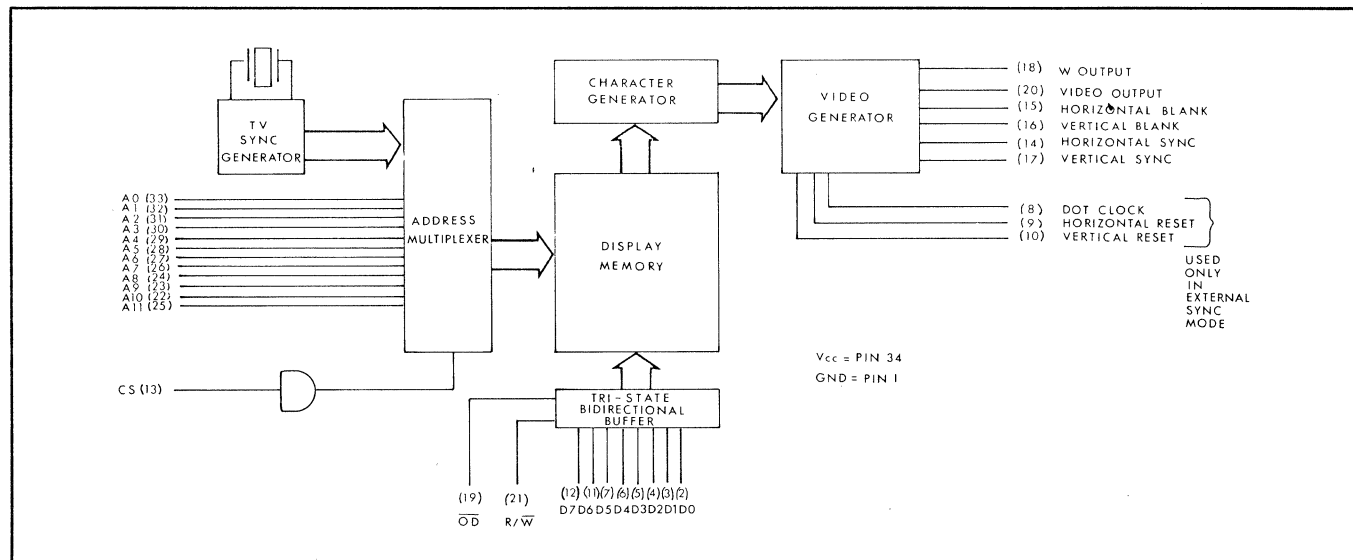 TV
SYNC
GENERATOR
CHARACTER
GENERATOR
VIDEO
GENERATOR
(18) W OUTPUT
(20) VIDEO OUTPUT
(15) HORIZONTAL BLANK
(16) VERTICAL BLANK
(14) HORIZONTAL SYNC
(17) VERTICAL SYNC
A0 (33)
A1 (32)
A2 (31)
A3 (30)
A4 (29)
A5 (28)
A6 (27)
A7 (26)
A8 (24)
A9 (23)
A10 (22)
A11 (25)
ADDRESS
MULTIPLEXER
DISPLAY
MEMORY
(8) DOT CLOCK
(9) HORIZONTAL RESET
(10) VERTICAL RESET
USED
ONLY
IN
EXTERNAL
SYNC
MODE
Vcc = PIN 34
GND = PIN 1
CS (13)
TRI-STATE
BIDIRECTIONAL
BUFFER
(19) (21) (12) (11) (7) (6) (5) (4) (3) (2)
O̅D̅ R/W̅ D7 D6 D5 D4 D3 D2 D1 D0